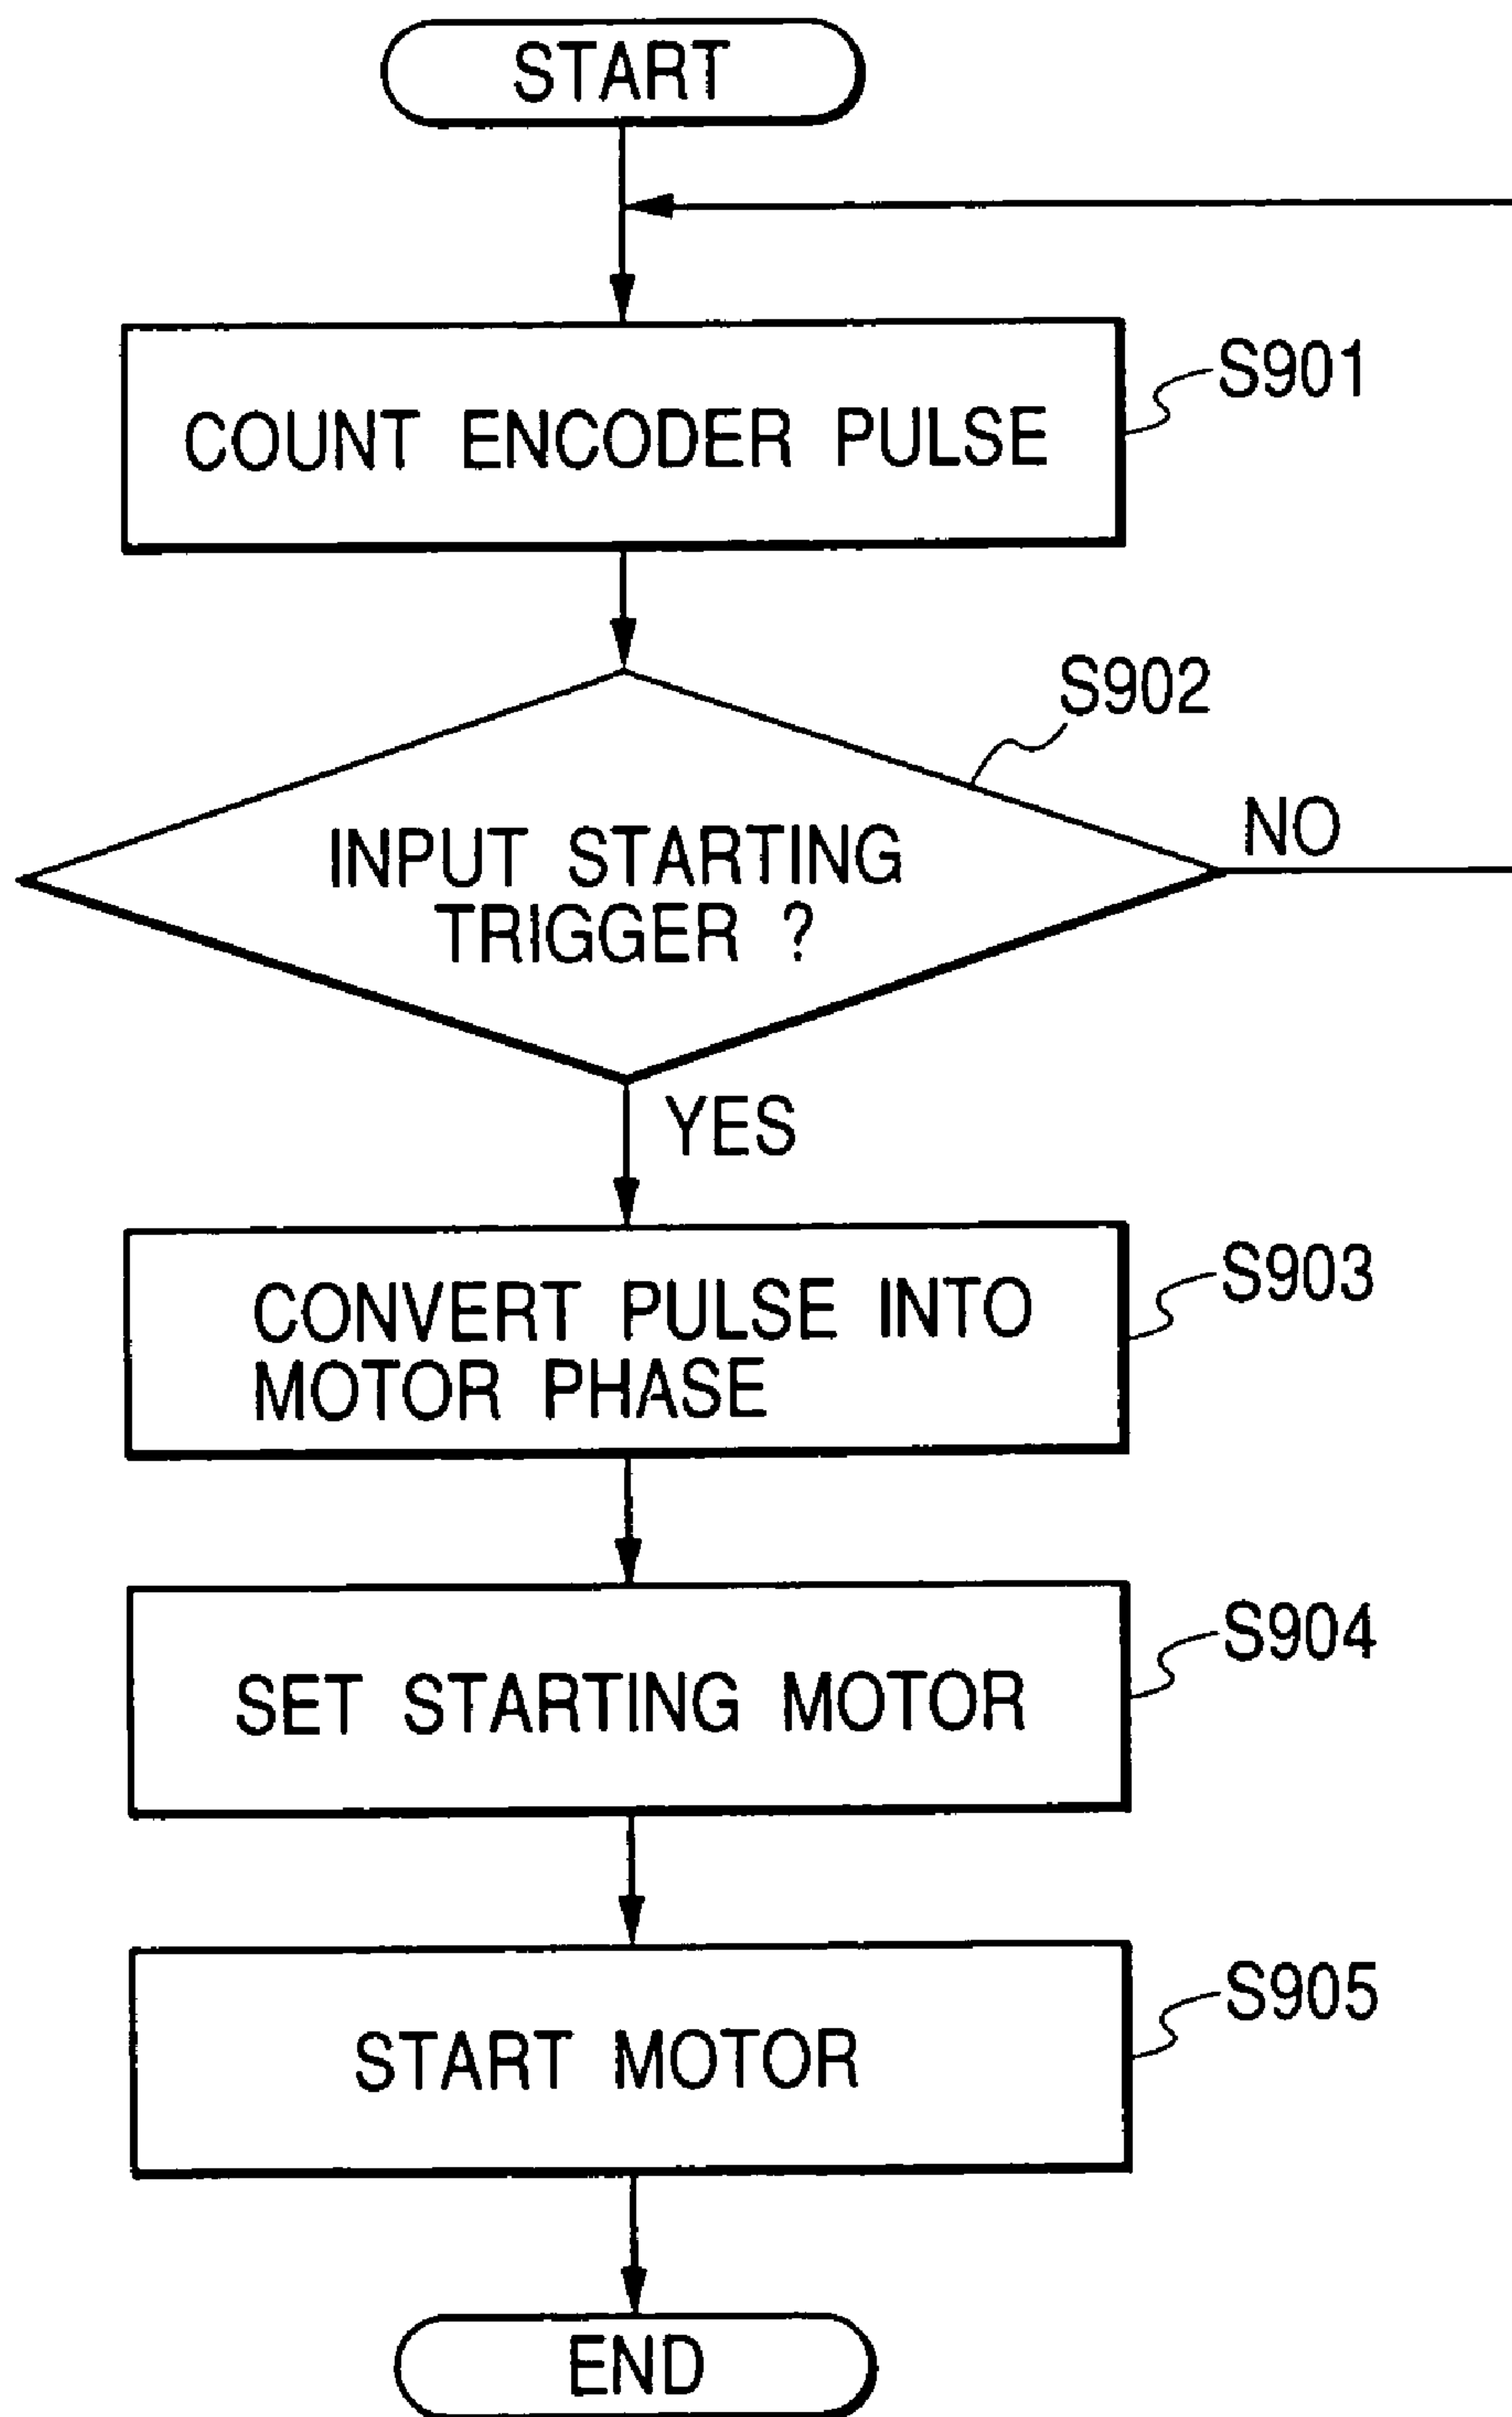 START
COUNT ENCODER PULSE
S901
S902
INPUT STARTING
TRIGGER ?
NO
YES
CONVERT PULSE INTO
MOTOR PHASE
S903
SET STARTING MOTOR
S904
START MOTOR
S905
END